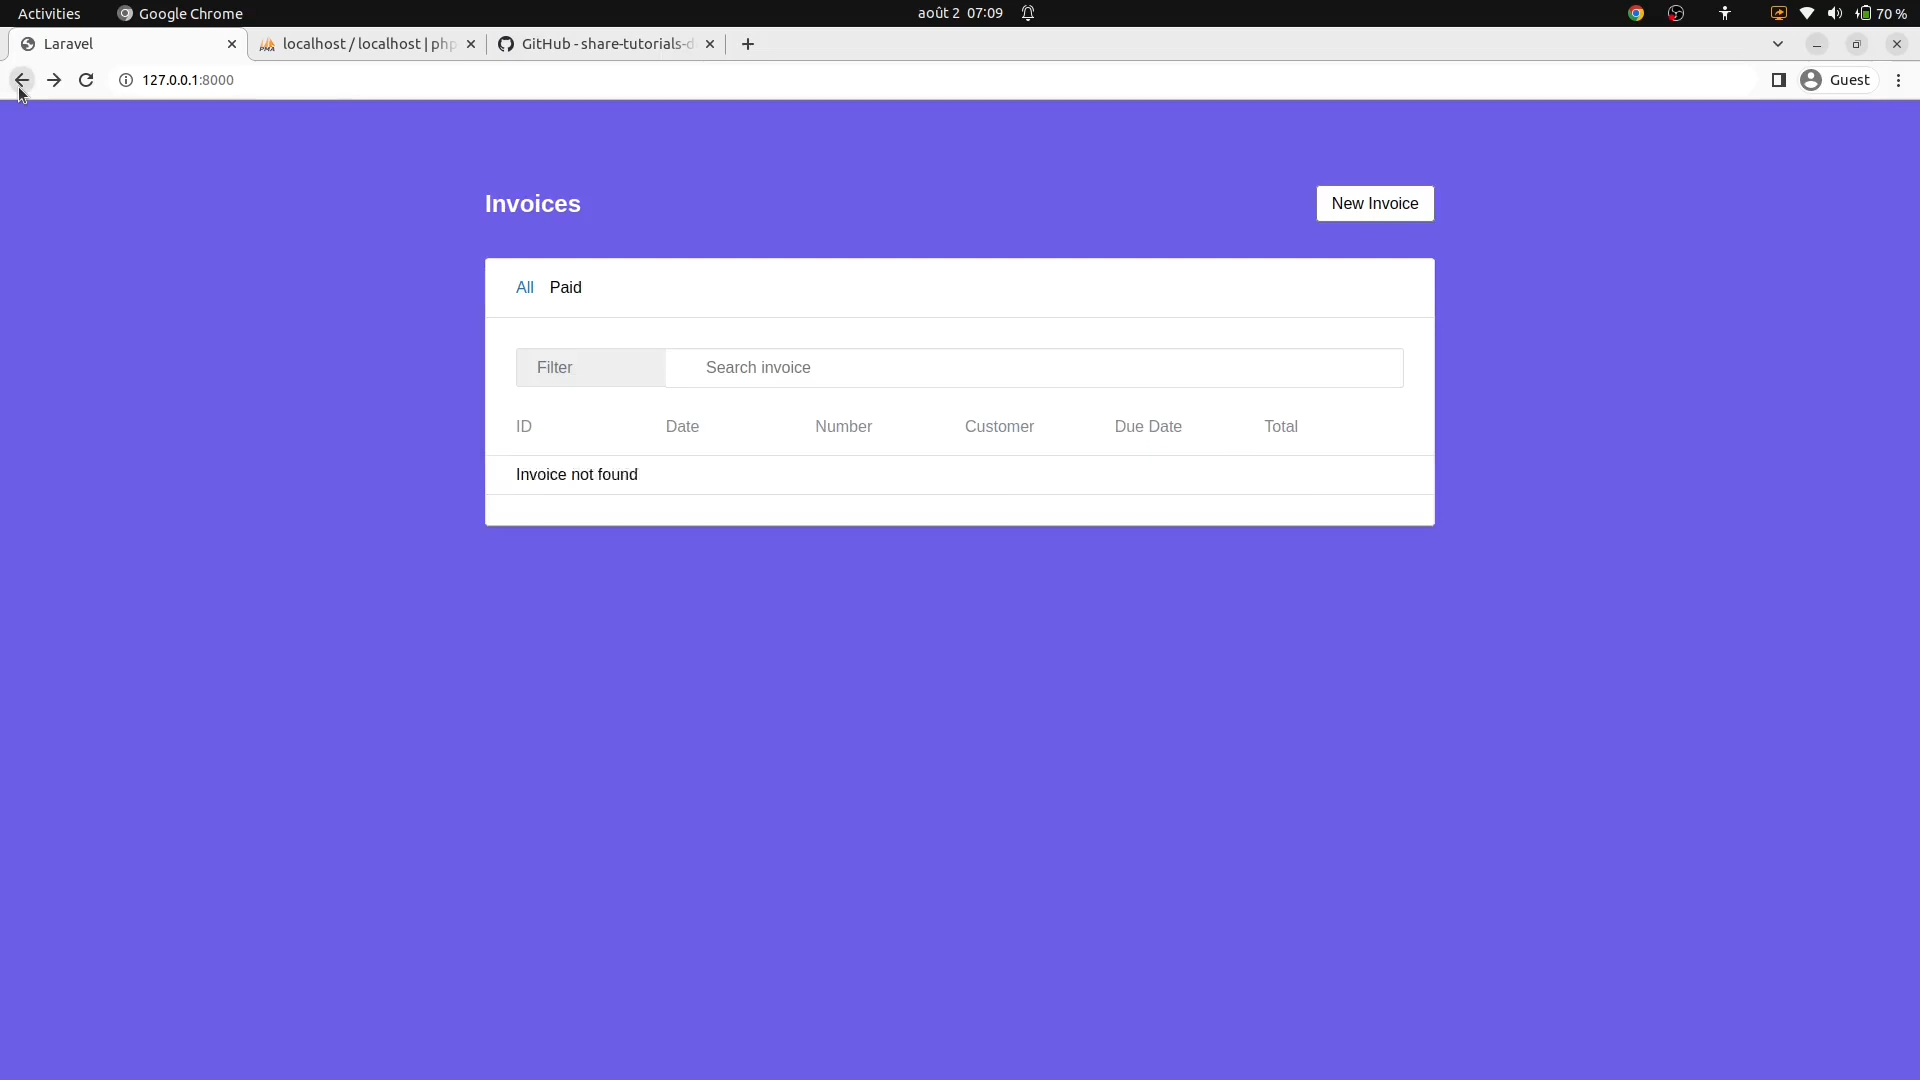 Activities Google Chrome août 2 07:09 70 %
Laravel localhost / localhost | php GitHub - share-tutorials-d
127.0.0.1:8000 Guest
Invoices New Invoice
All Paid
Filter Search invoice
ID Date Number Customer Due Date Total
Invoice not found